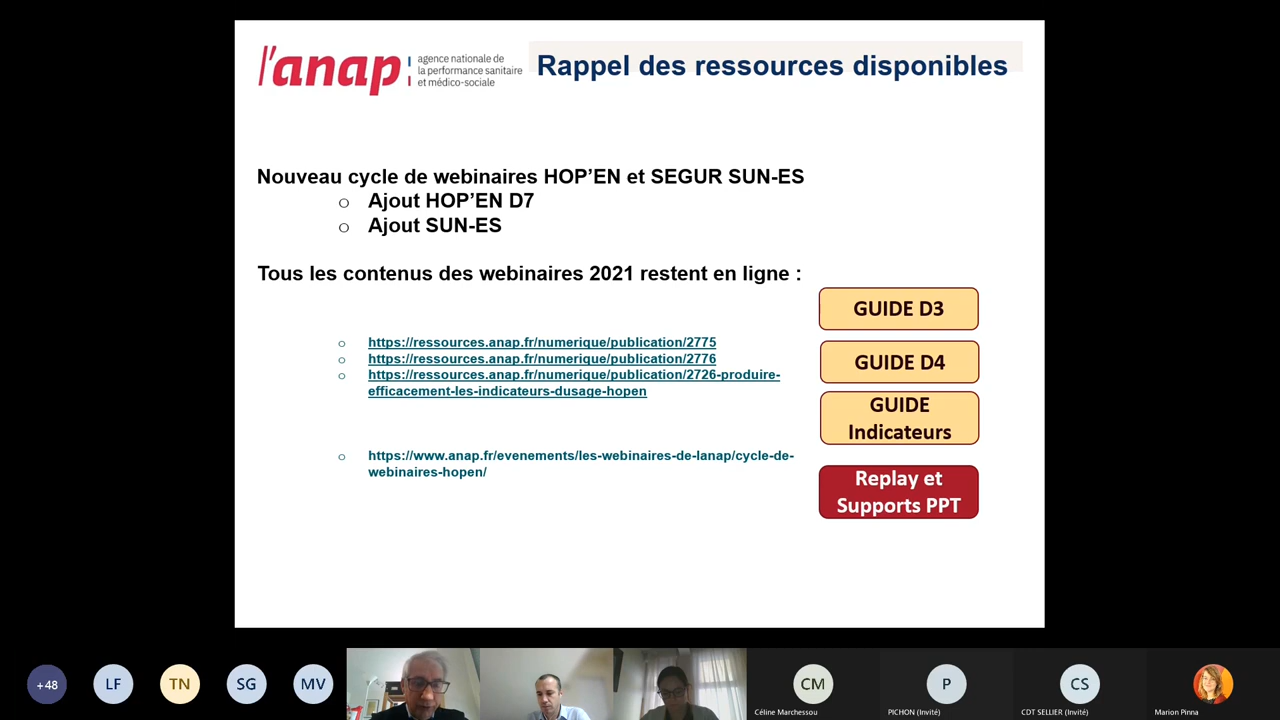 l'anap
agence nationale de
la performance sanitaire
et médico-sociale
Rappel des ressources disponibles
Nouveau cycle de webinaires HOP’EN et SEGUR SUN-ES
o Ajout HOP’EN D7
o Ajout SUN-ES
Tous les contenus des webinaires 2021 restent en ligne :
GUIDE D3
o https://ressources.anap.fr/numerique/publication/2775
o https://ressources.anap.fr/numerique/publication/2776
o https://ressources.anap.fr/numerique/publication/2726-produire-
efficacement-les-indicateurs-dusage-hopen
GUIDE D4
GUIDE
Indicateurs
o https://www.anap.fr/evenements/les-webinaires-de-lanap/cycle-de-
webinaires-hopen/
Replay et
Supports PPT
+48
LF
TN
SG
MV
CM
P
CS
Céline Marchessou
PICHON (Invité)
CDT SELLIER (Invité)
Marion Pinna